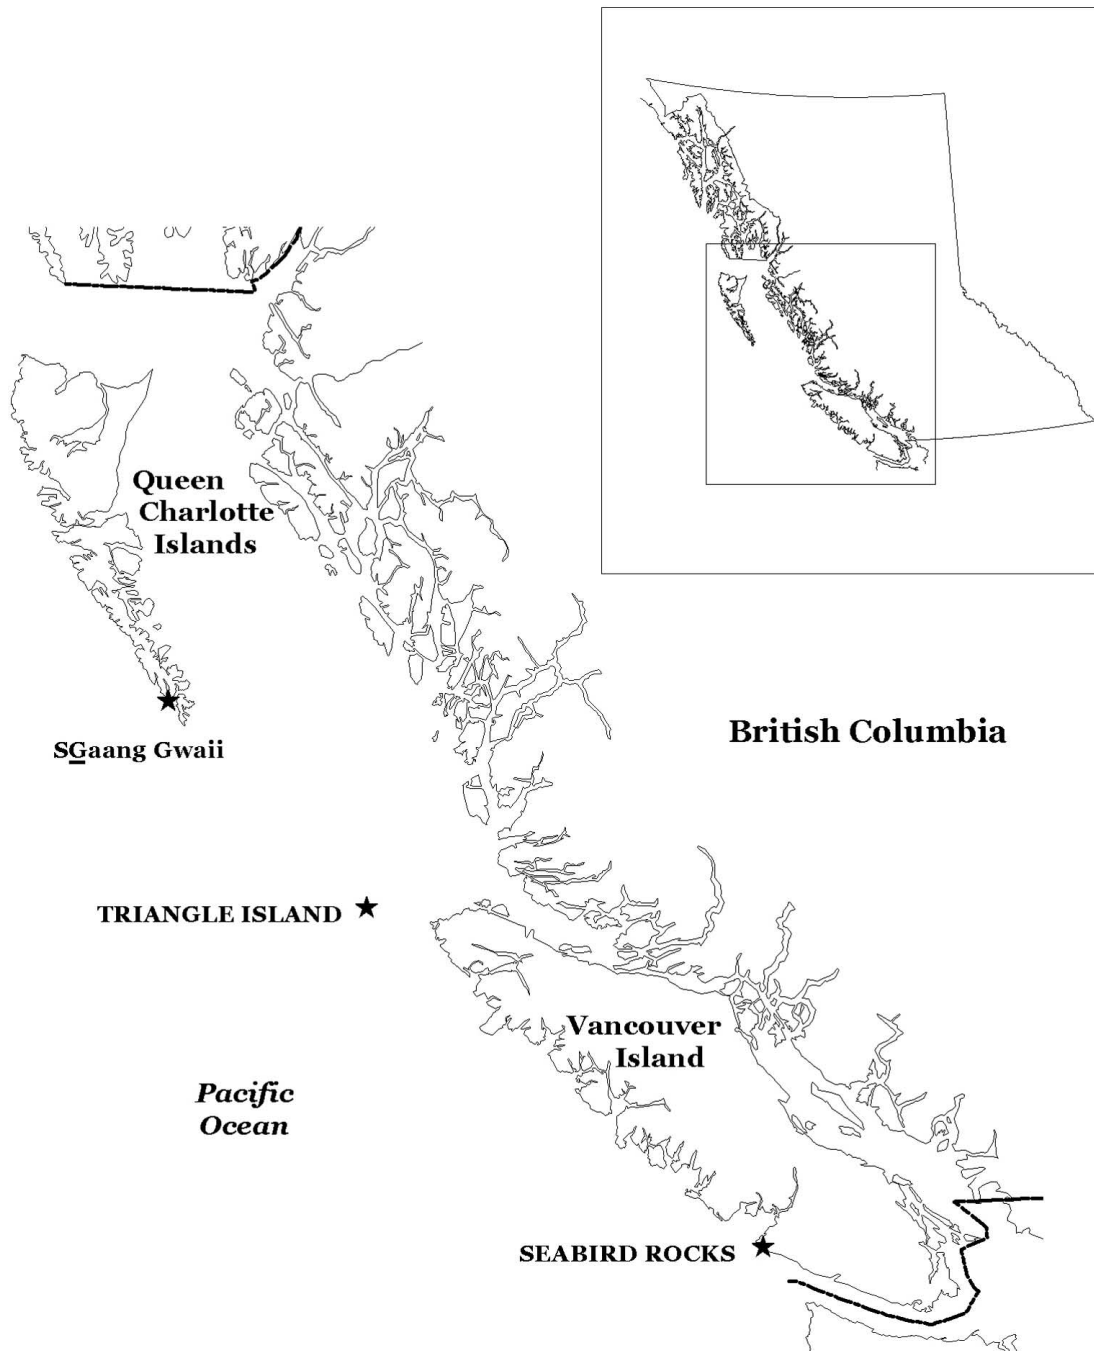 Queen
Charlotte
Islands
SGaang Gwaii
British Columbia
TRIANGLE ISLAND
Vancouver
Island
Pacific
Ocean
SEABIRD ROCKS